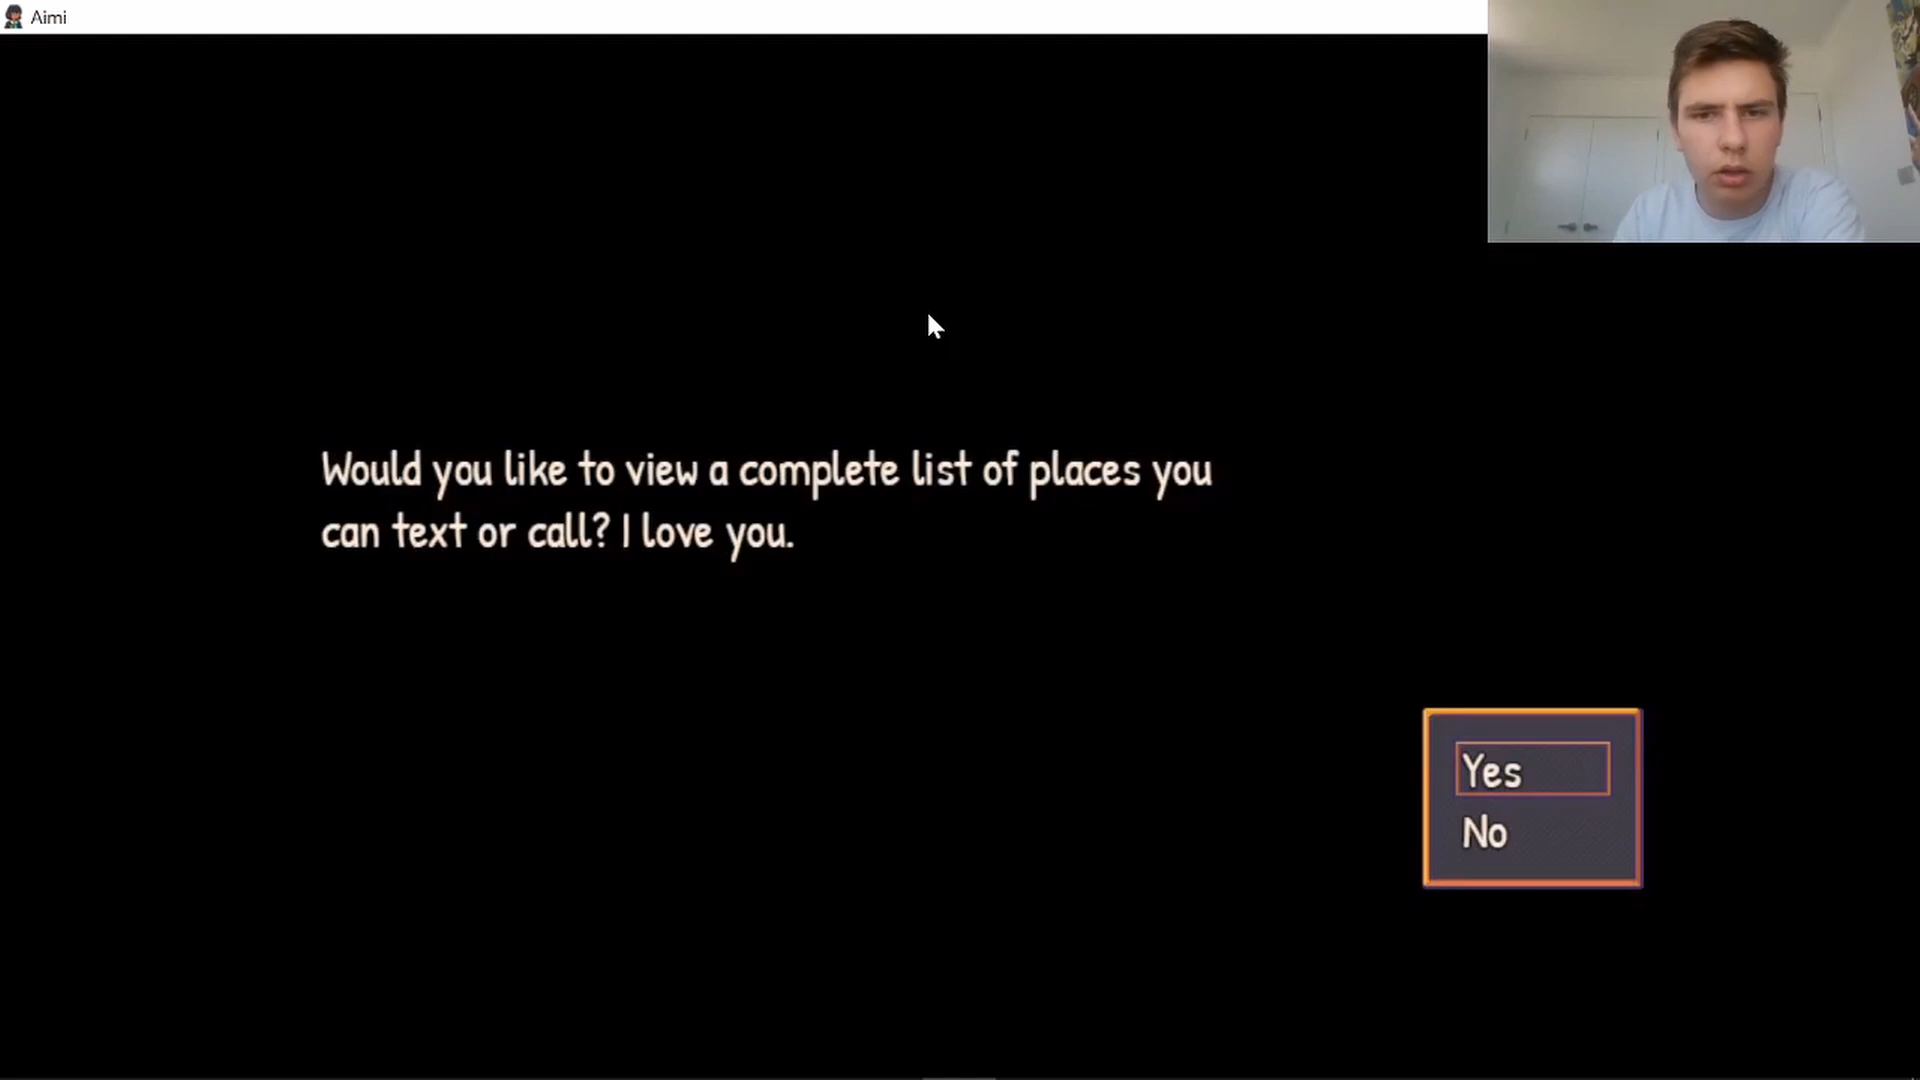 Aimi
Would you like to view a complete list of places you
can text or call? I love you.
Yes
No